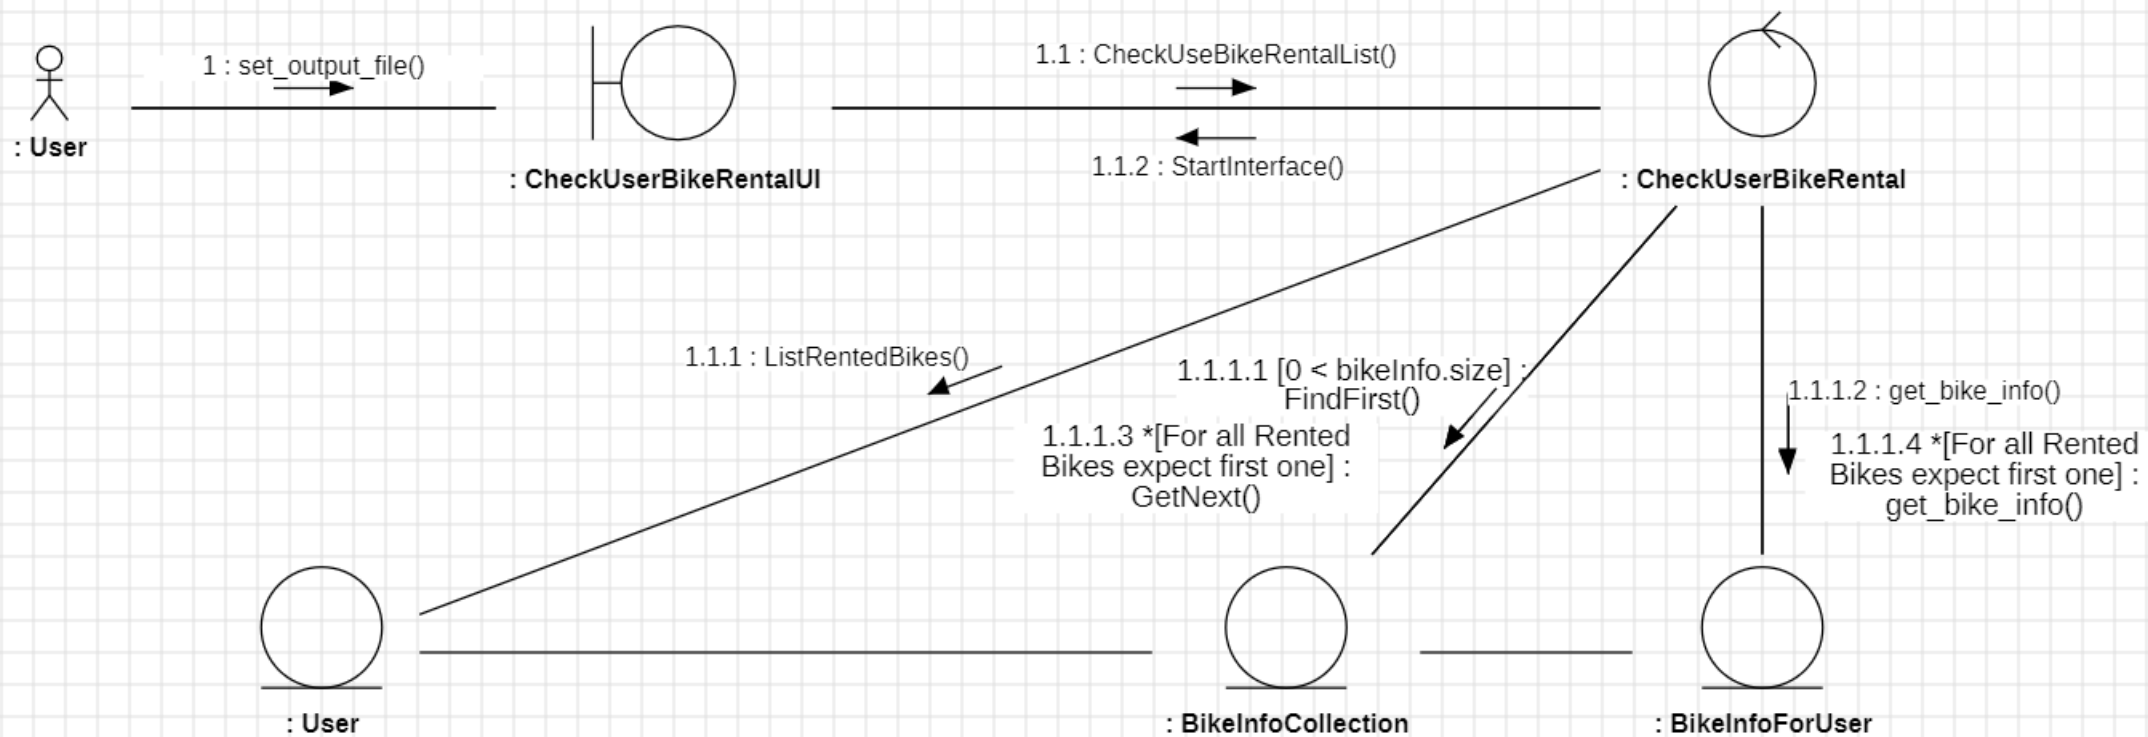 1 : set_output_file()
: User
: CheckUserBikeRentalUI
1.1 : CheckUseBikeRentalList()
1.1.2 : StartInterface()
: CheckUserBikeRental
1.1.1 : ListRentedBikes()
1.1.1.1 [0 < bikeInfo.size] :
FindFirst()
1.1.1.3 *[For all Rented
Bikes expect first one] :
GetNext()
1.1.1.2 : get_bike_info()
1.1.1.4 *[For all Rented
Bikes expect first one] :
get_bike_info()
: User
: BikeInfoCollection
: BikeInfoForUser